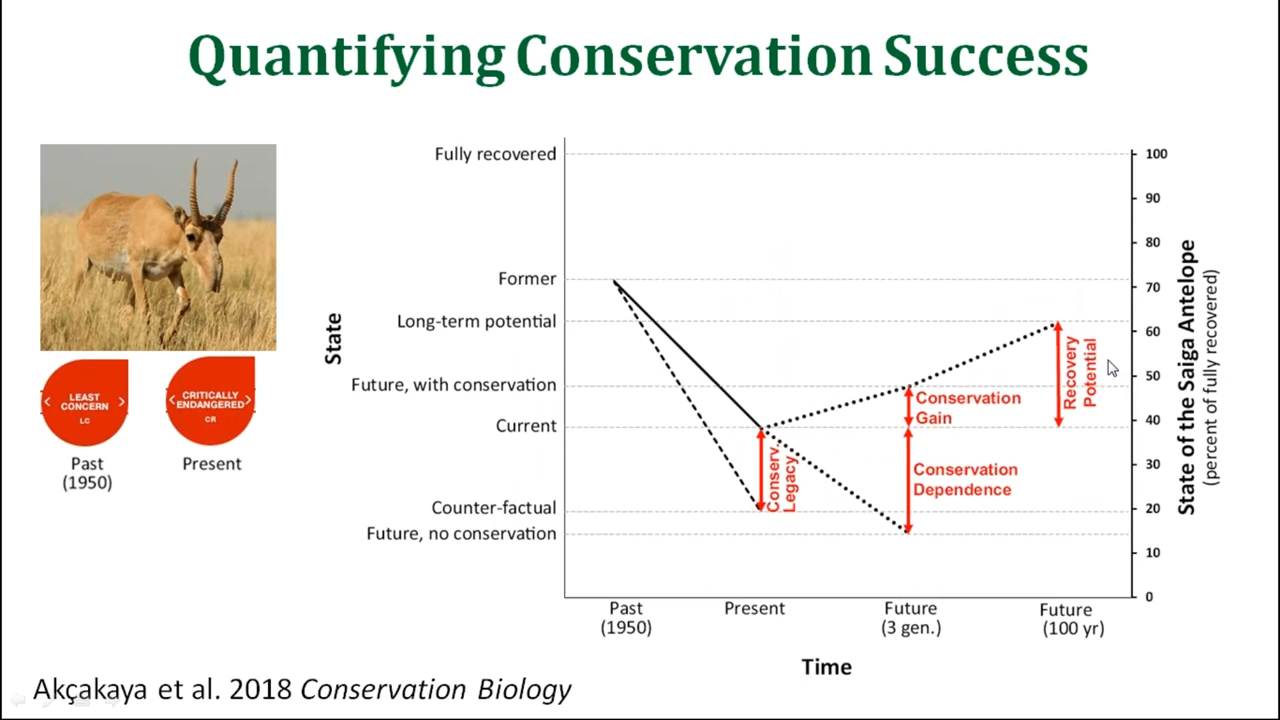 Quantifying Conservation Success
LEAST
CONCERN
LC
CRITICALLY
ENDANGERED
CR
Past
(1950)
Present
State
Fully recovered
Former
Long-term potential
Future, with conservation
Current
Counter-factual
Future, no conservation
Conserv.
Legacy
Conservation
Gain
Conservation
Dependence
Recovery
Potential
100
90
80
70
60
50
40
30
20
10
0
State of the Saiga Antelope
(percent of fully recovered)
Past
(1950)
Present
Future
(3 gen.)
Future
(100 yr)
Time
Akçakaya et al. 2018 Conservation Biology